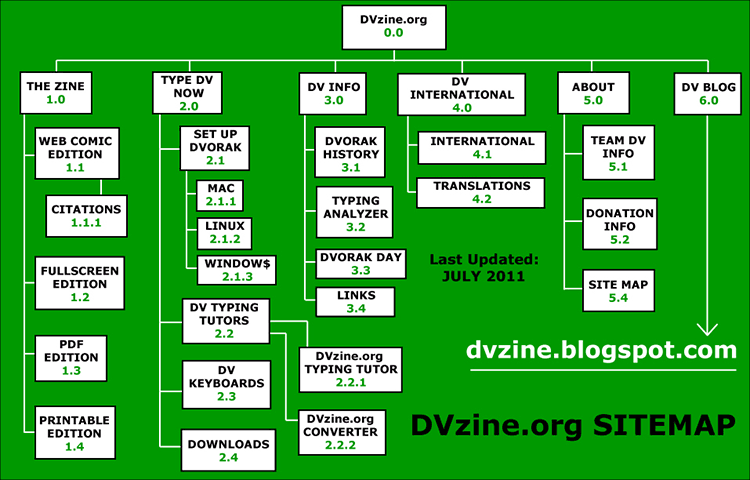 DVzine.org
0.0
THE ZINE
1.0
WEB COMIC
EDITION
1.1
CITATIONS
1.1.1
FULLSCREEN
EDITION
1.2
PDF
EDITION
1.3
PRINTABLE
EDITION
1.4
TYPE DV
NOW
2.0
SET UP
DVORAK
2.1
MAC
2.1.1
LINUX
2.1.2
WINDOW$
2.1.3
DV TYPING
TUTORS
2.2
DVzine.org
TYPING TUTOR
2.2.1
DVzine.org
CONVERTER
2.2.2
DV
KEYBOARDS
2.3
DOWNLOADS
2.4
DV INFO
3.0
DVORAK
HISTORY
3.1
TYPING
ANALYZER
3.2
DVORAK DAY
3.3
LINKS
3.4
DV
INTERNATIONAL
4.0
INTERNATIONAL
4.1
TRANSLATIONS
4.2
ABOUT
5.0
TEAM DV
INFO
5.1
DONATION
INFO
5.2
SITE MAP
5.4
DV BLOG
6.0
Last Updated:
JULY 2011
dvzine.blogspot.com
DVzine.org SITEMAP